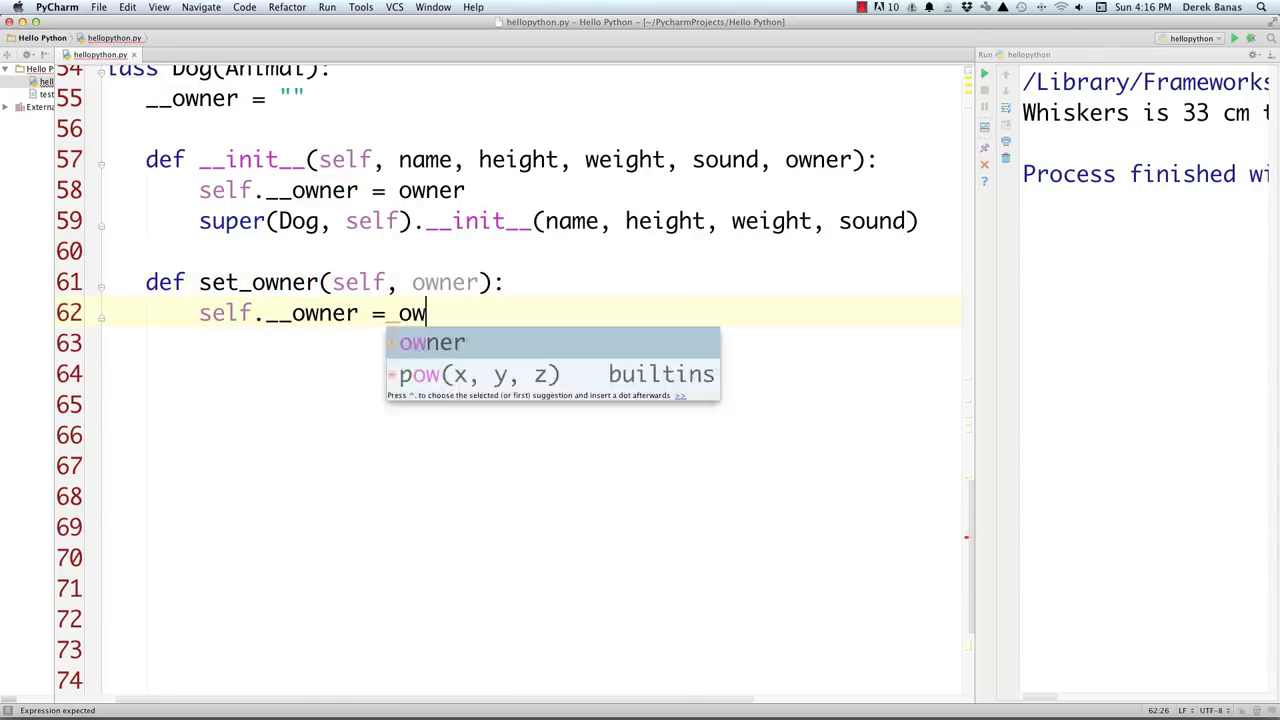 PyCharm File Edit View Navigate Code Refactor Run Tools VCS Window Help 10 Sun 4:16 PM Derek Banas
hellopython.py - Hello Python - [~/PycharmProjects/Hello Python]
Hello Python hellopython.py hellopython
hellopython.py Run hellopython
Hello P
hell
test
Externa
54 lass Dog(Animal):
55 __owner = ""
56
57 def __init__(self, name, height, weight, sound, owner):
58 self.__owner = owner
59 super(Dog, self).__init__(name, height, weight, sound)
60
61 def set_owner(self, owner):
62 self.__owner = ow
owner
pow(x, y, z) builtins
Press ^. to choose the selected (or first) suggestion and insert a dot afterwards >>
63
64
65
66
67
68
69
70
71
72
73
74
/Library/Frameworks
Whiskers is 33 cm t
Process finished wi
Expression expected 62:26 LF UTF-8